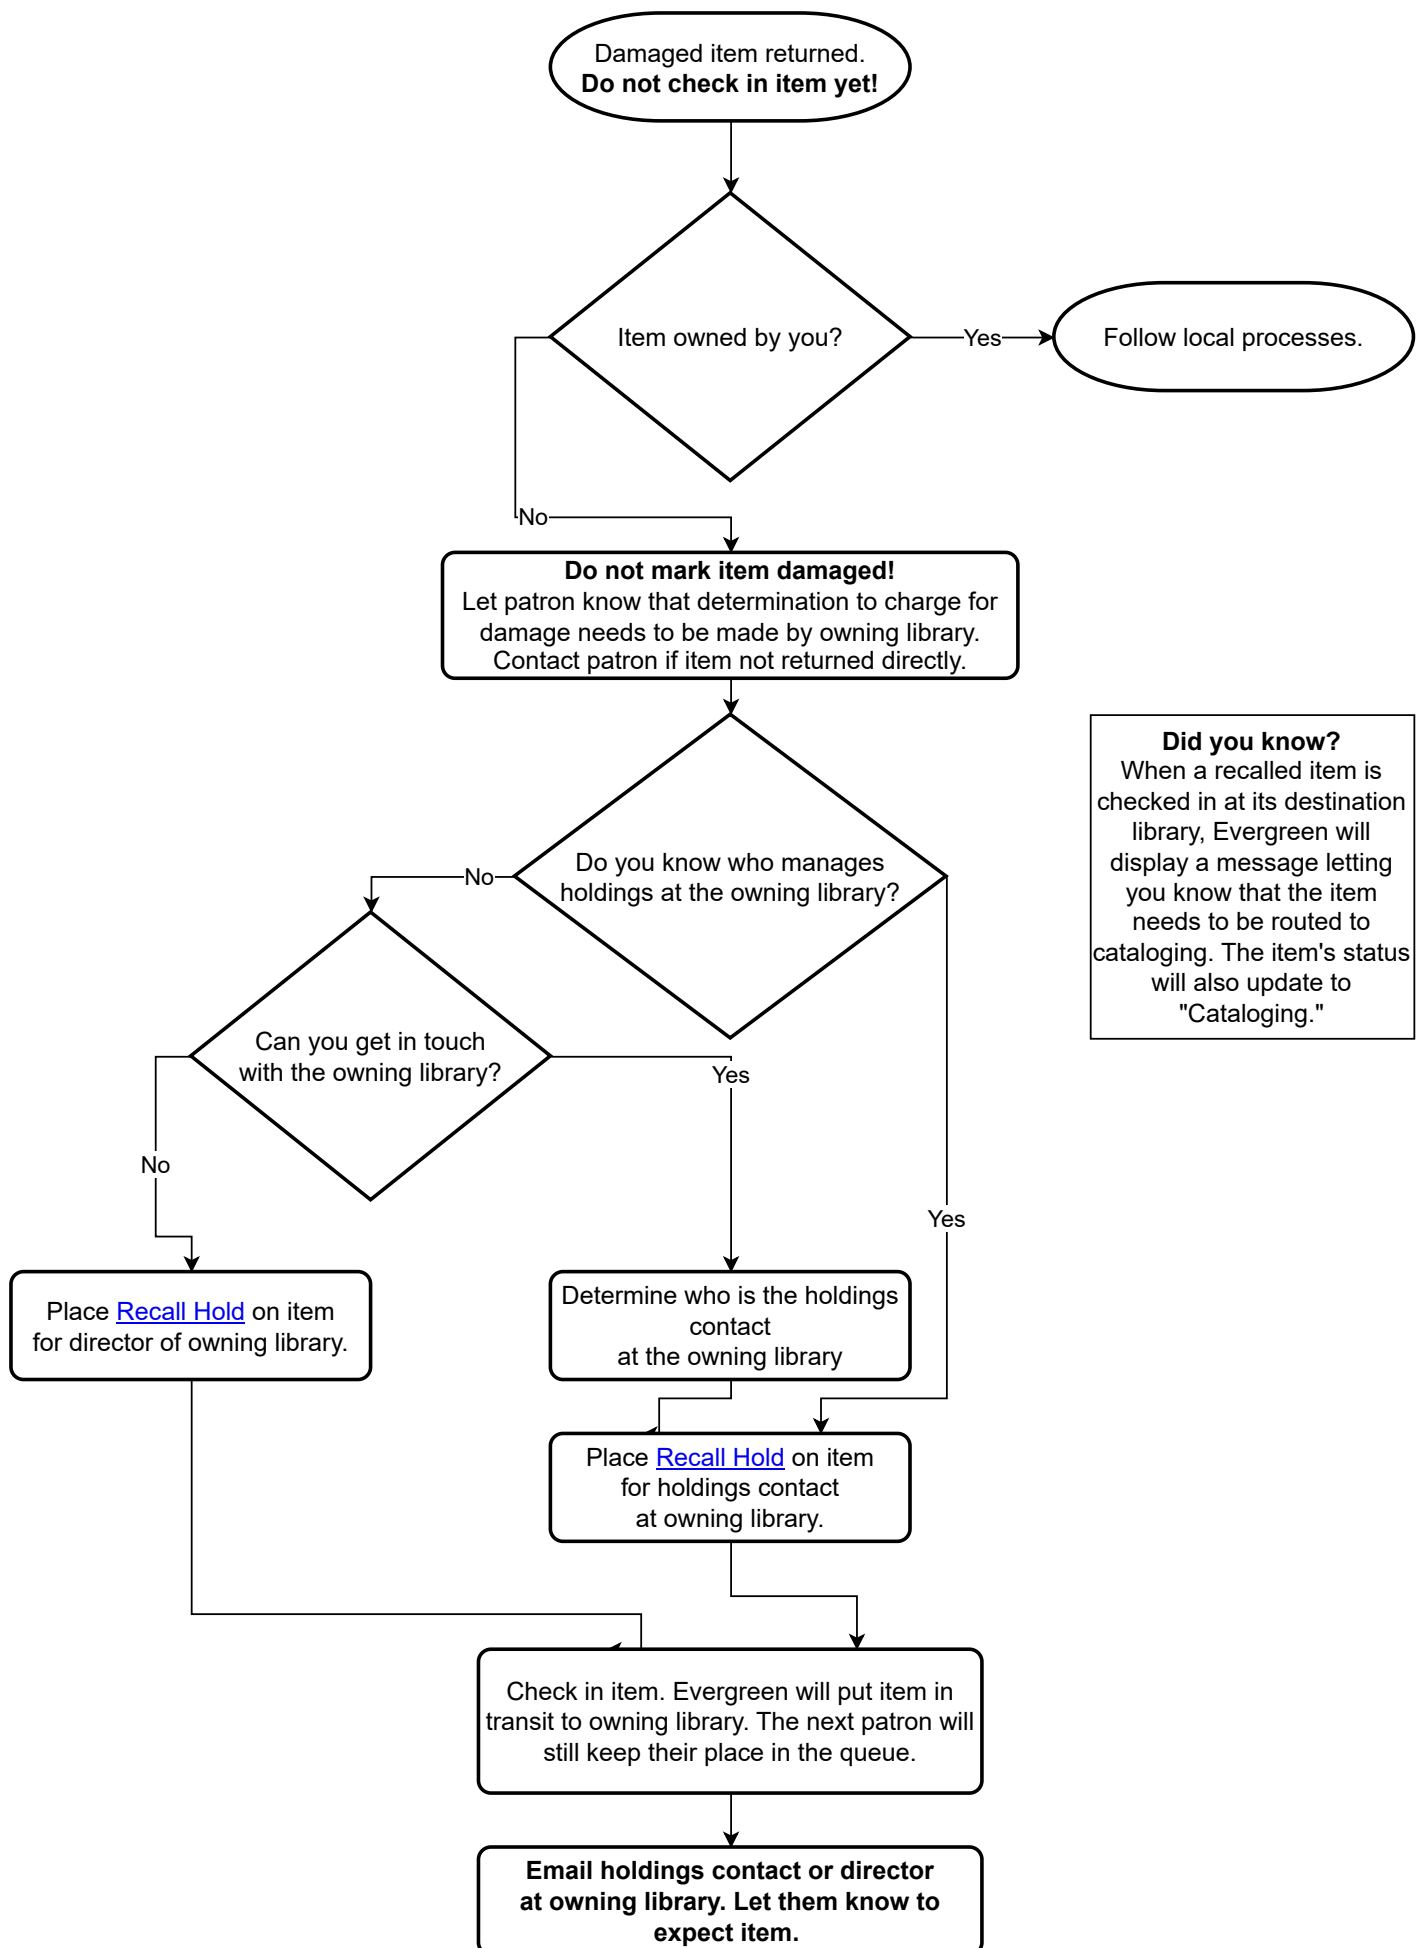 Damaged item returned.
Do not check in item yet!
Item owned by you?
Yes
Follow local processes.
No
Do not mark item damaged!
Let patron know that determination to charge for
damage needs to be made by owning library.
Contact patron if item not returned directly.
Did you know?
When a recalled item is
checked in at its destination
library, Evergreen will
display a message letting
you know that the item
needs to be routed to
cataloging. The item's status
will also update to
"Cataloging."
Do you know who manages
holdings at the owning library?
No
Can you get in touch
with the owning library?
Yes
No
Yes
Place Recall Hold on item
for director of owning library.
Determine who is the holdings
contact
at the owning library
Place Recall Hold on item
for holdings contact
at owning library.
Check in item. Evergreen will put item in
transit to owning library. The next patron will
still keep their place in the queue.
Email holdings contact or director
at owning library. Let them know to
expect item.